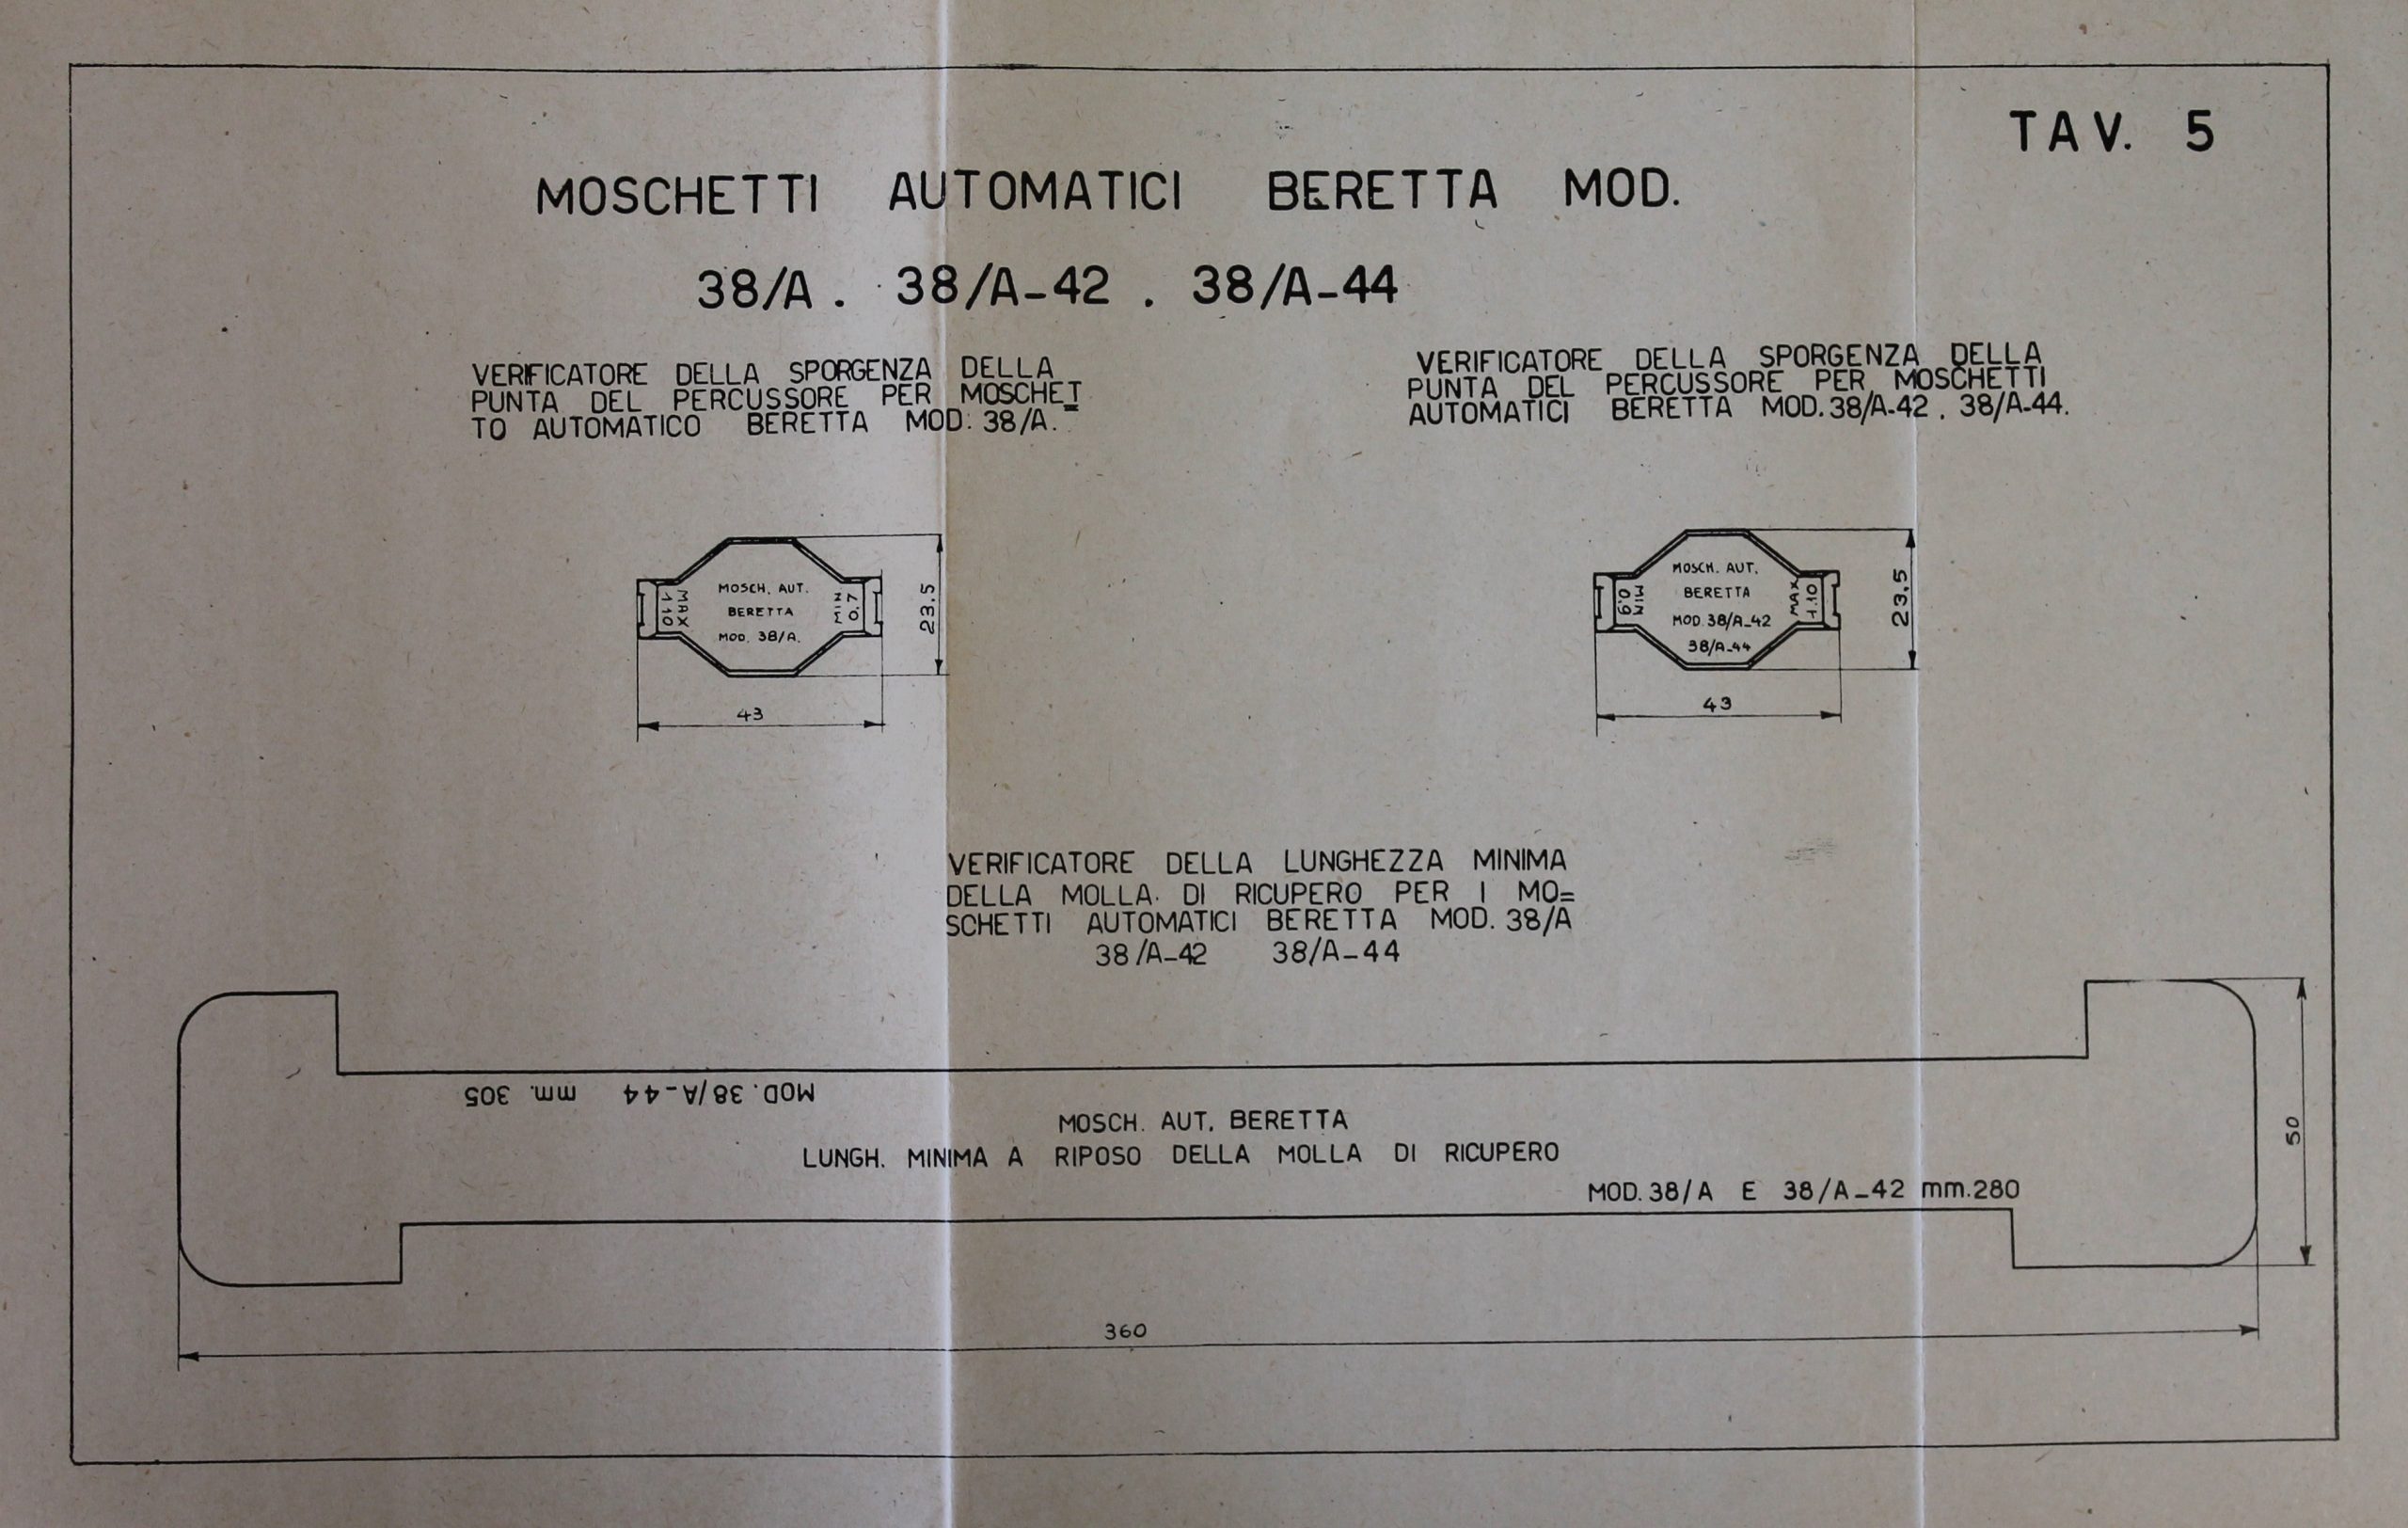 TAV. 5
MOSCHETTI AUTOMATICI BERETTA MOD.
38/A . 38/A-42 . 38/A-44
VERIFICATORE DELLA SPORGENZA DELLA
PUNTA DEL PERCUSSORE PER MOSCHET
TO AUTOMATICO BERETTA MOD. 38/A.
VERIFICATORE DELLA SPORGENZA DELLA
PUNTA DEL PERCUSSORE PER MOSCHETTI
AUTOMATICI BERETTA MOD. 38/A-42 . 38/A-44.
MAX
1.10
MOSCH. AUT.
BERETTA
MOD. 38/A.
MIN
0.7
23.5
43
0.9
MIN
MOSCH. AUT.
BERETTA
MOD. 38/A-42
38/A-44
MAX
1.10
23,5
43
VERIFICATORE DELLA LUNGHEZZA MINIMA
DELLA MOLLA. DI RICUPERO PER I MO=
SCHETTI AUTOMATICI BERETTA MOD. 38/A
38/A-42 38/A-44
MOD. 38/A-44 mm. 305
MOSCH. AUT. BERETTA
LUNGH. MINIMA A RIPOSO DELLA MOLLA DI RICUPERO
MOD. 38/A E 38/A-42 mm.280
50
360